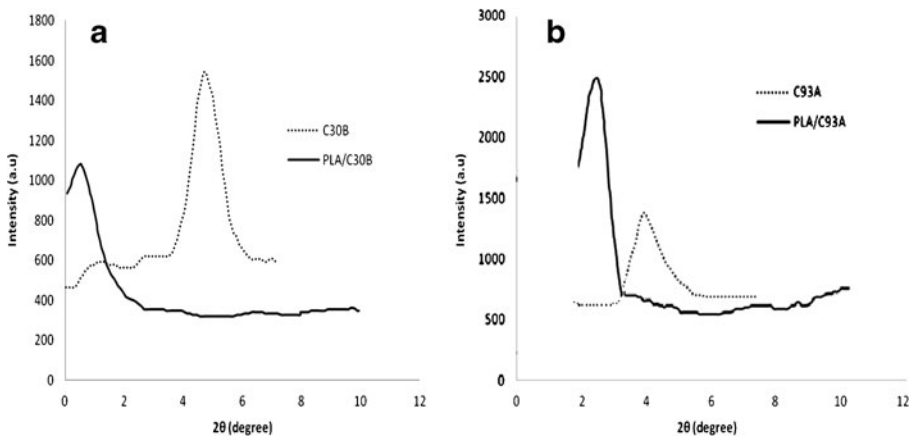 a
1800
1600
1400
1200
1000
800
600
400
200
0
Intensity (a.u)
C30B
PLA/C30B
0 2 4 6 8 10 12
2θ (degree)
b
3000
2500
2000
1500
1000
500
0
Intensity (a.u)
C93A
PLA/C93A
0 2 4 6 8 10 12
2θ (degree)